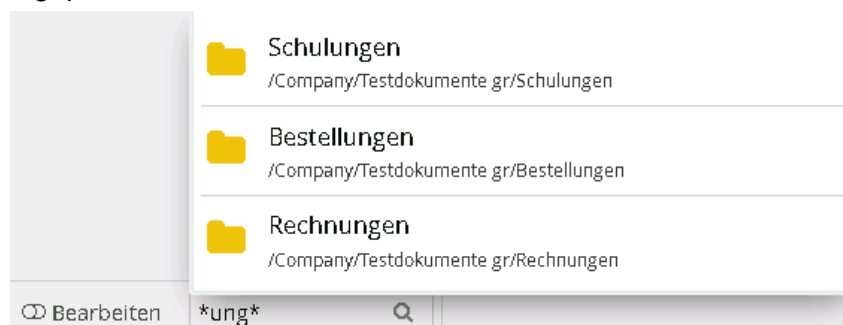 Schulungen
/Company/Testdokumente gr/Schulungen
Bestellungen
/Company/Testdokumente gr/Bestellungen
Rechnungen
/Company/Testdokumente gr/Rechnungen
Bearbeiten *ung*